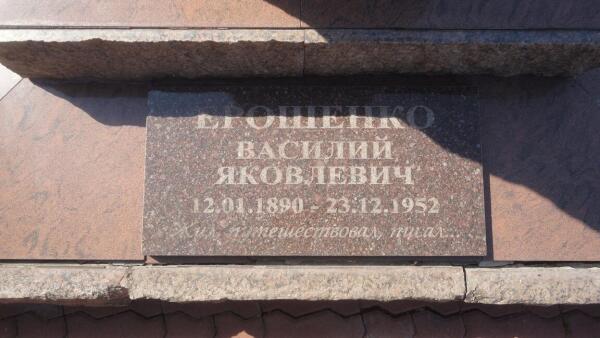 ЕРОШЕНКО
ВАСИЛИЙ
ЯКОВЛЕВИЧ
12.01.1890 - 23.12.1952
Жил, путешествовал, писал...